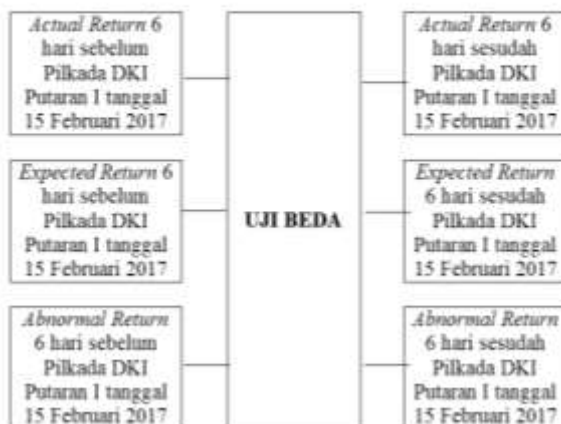 Actual Return 6
hari sebelum
Pilkada DKI
Putaran I tanggal
15 Februari 2017
Expected Return 6
hari sebelum
Pilkada DKI
Putaran I tanggal
15 Februari 2017
Abnormal Return
6 hari sebelum
Pilkada DKI
Putaran I tanggal
15 Februari 2017
UJI BEDA
Actual Return 6
hari sesudah
Pilkada DKI
Putaran I tanggal
15 Februari 2017
Expected Return
6 hari sesudah
Pilkada DKI
Putaran I tanggal
15 Februari 2017
Abnormal Return
6 hari sesudah
Pilkada DKI
Putaran I tanggal
15 Februari 2017